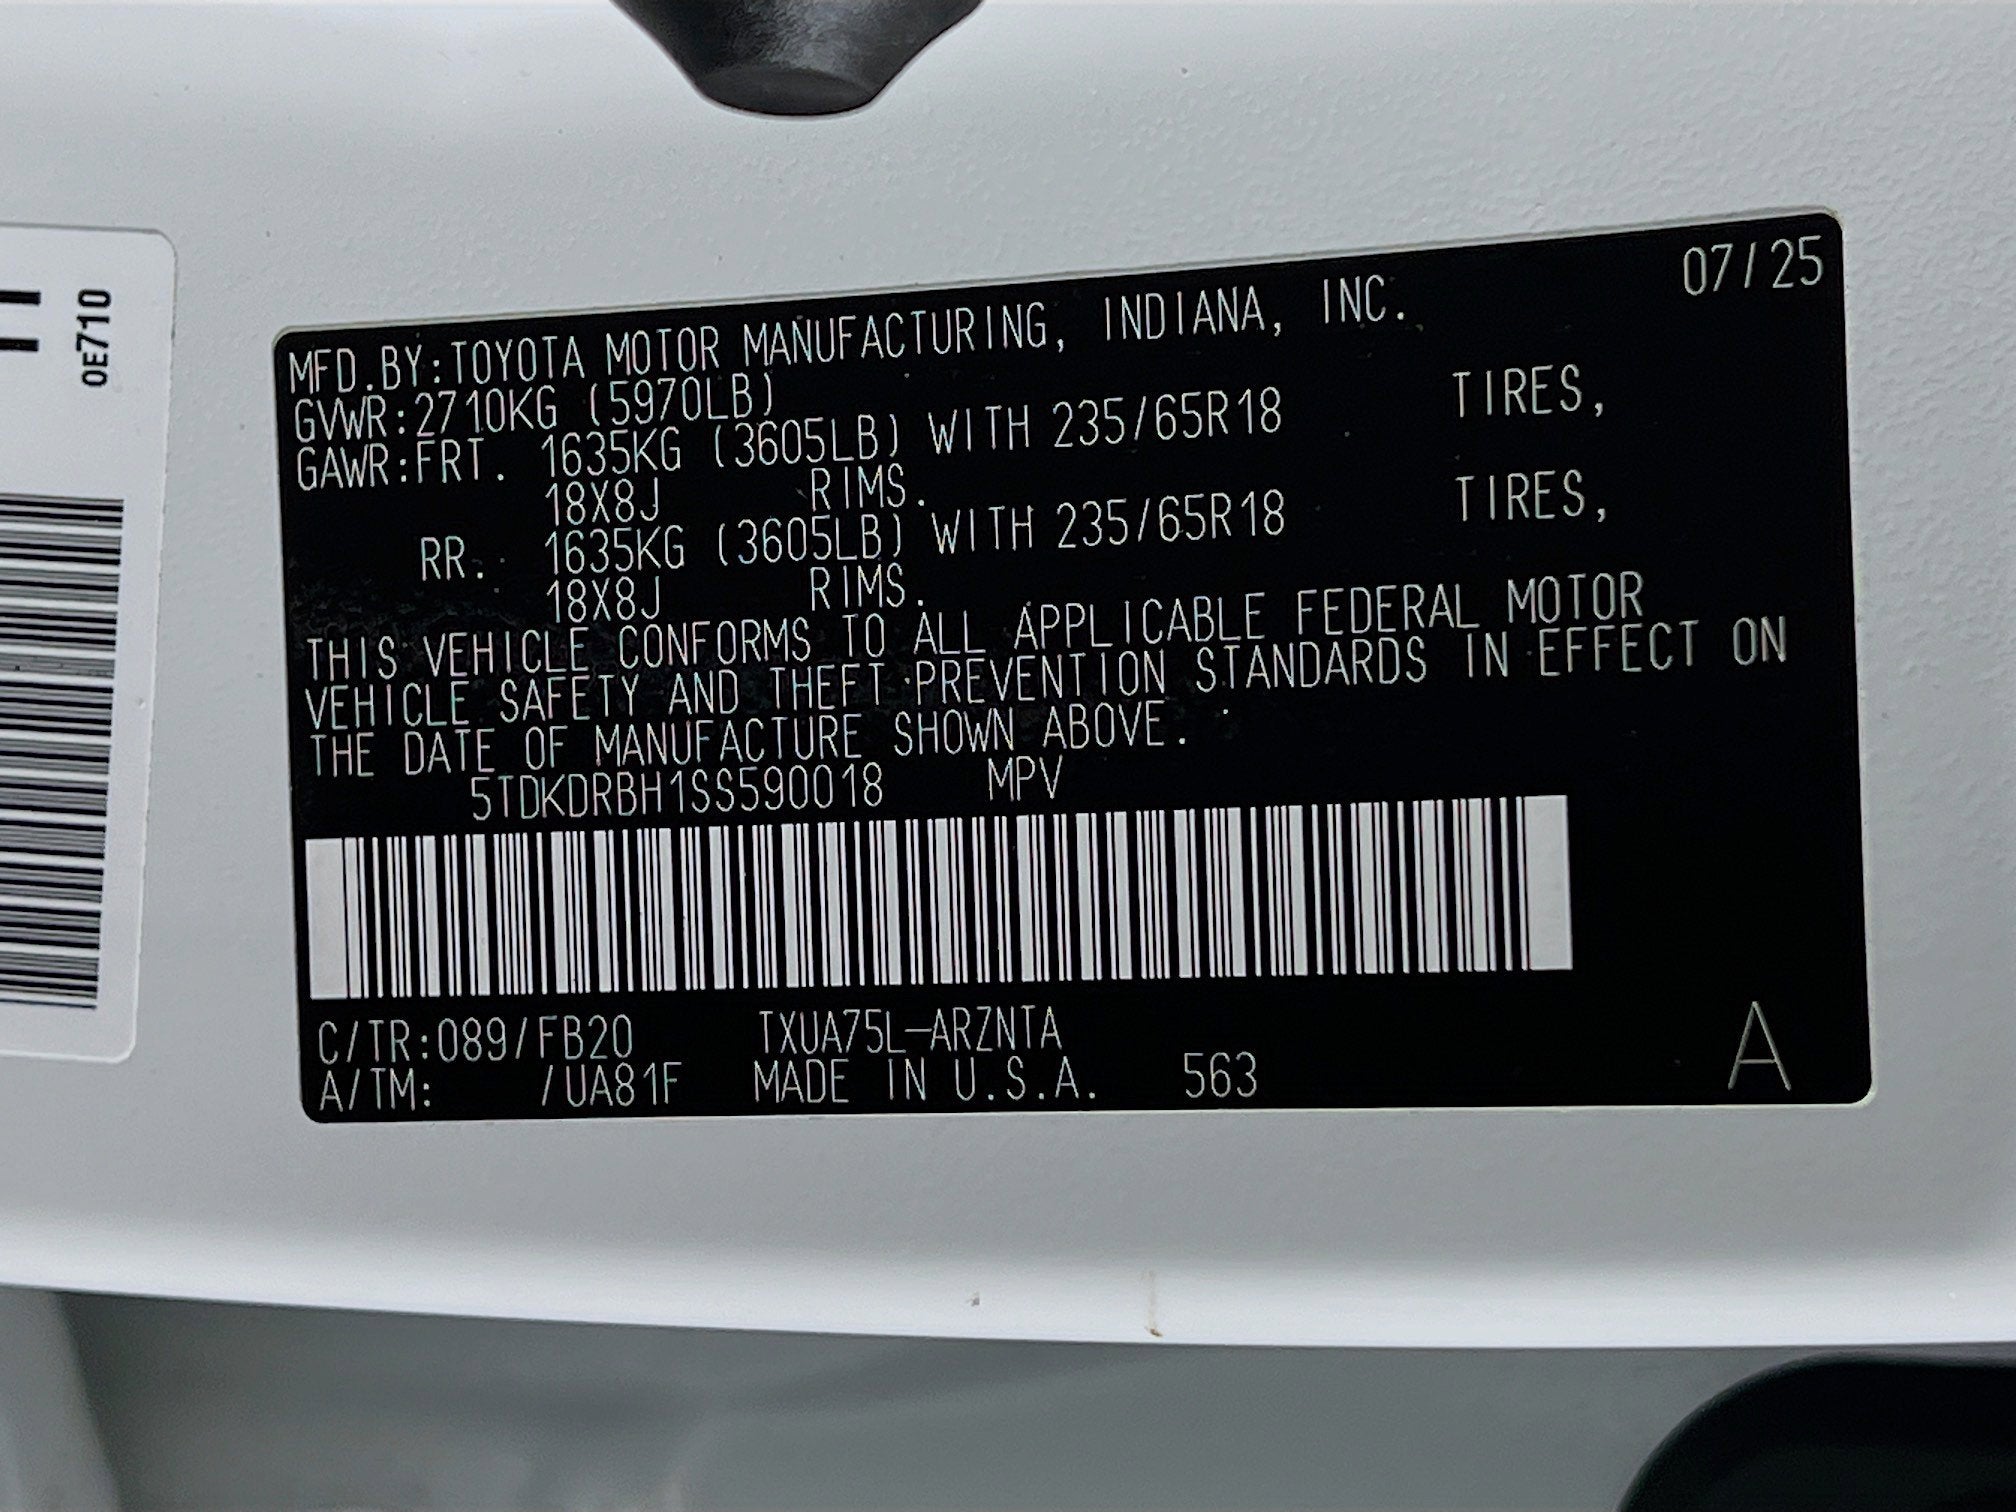 0E710
07/25
MFD.BY:TOYOTA MOTOR MANUFACTURING, INDIANA, INC.
GVWR:2710KG (5970LB)
GAWR:FRT. 1635KG (3605LB) WITH 235/65R18 TIRES,
18X8J RIMS.
RR. 1635KG (3605LB) WITH 235/65R18 TIRES,
18X8J RIMS.
THIS VEHICLE CONFORMS TO ALL APPLICABLE FEDERAL MOTOR
VEHICLE SAFETY AND THEFT PREVENTION STANDARDS IN EFFECT ON
THE DATE OF MANUFACTURE SHOWN ABOVE.
5TDKDRBH1SS590018 MPV
C/TR:089/FB20 TXUA75L-ARZNTA
A/TM: /UA81F MADE IN U.S.A. 563 A